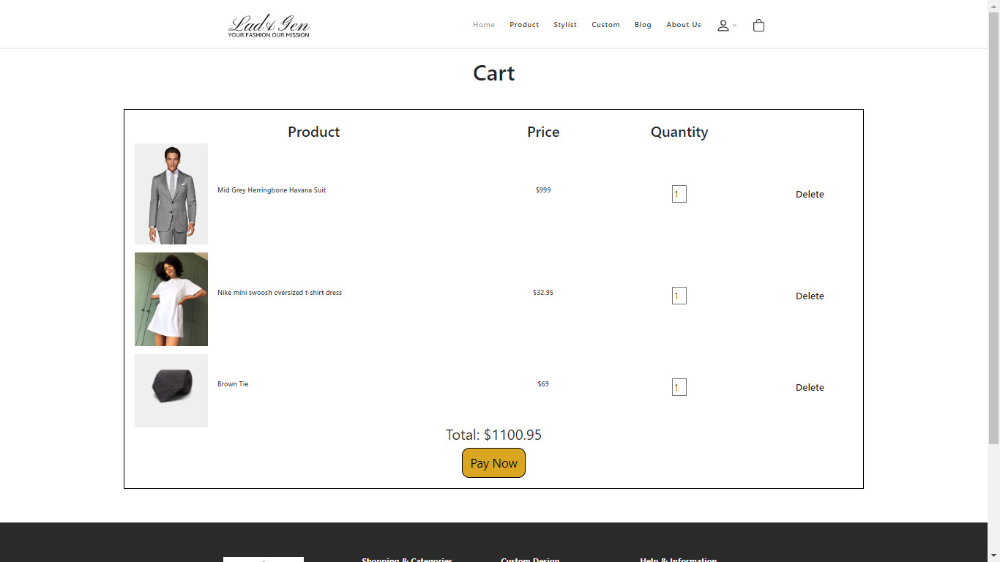 Lad & Gen
YOUR FASHION OUR MISSION
Home Product Stylist Custom Blog About Us
Cart
Product Price Quantity
Mid Grey Herringbone Havana Suit $999 1 Delete
Nike mini swoosh oversized t-shirt dress $32.95 1 Delete
Brown Tie $69 1 Delete
Total: $1100.95
Pay Now
Shopping & Categories Custom Design Help & Information